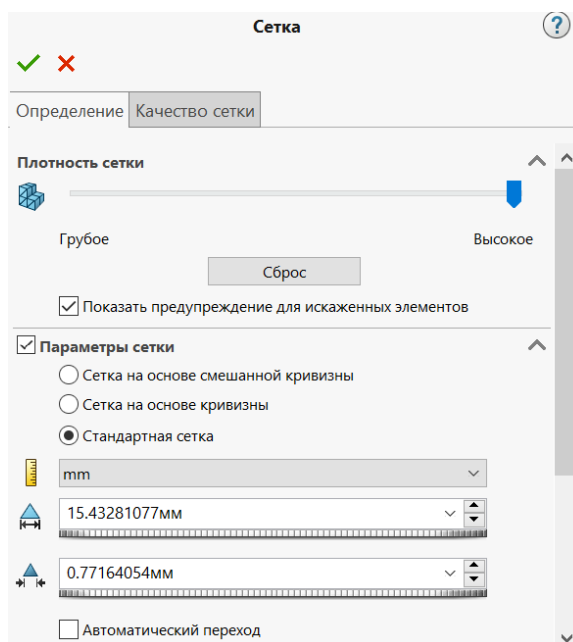 Сетка
?
Определение Качество сетки
Плотность сетки
Грубое Высокое
Сброс
Показать предупреждение для искаженных элементов
Параметры сетки
Сетка на основе смешанной кривизны
Сетка на основе кривизны
Стандартная сетка
mm
15.43281077мм
0.77164054мм
Автоматический переход